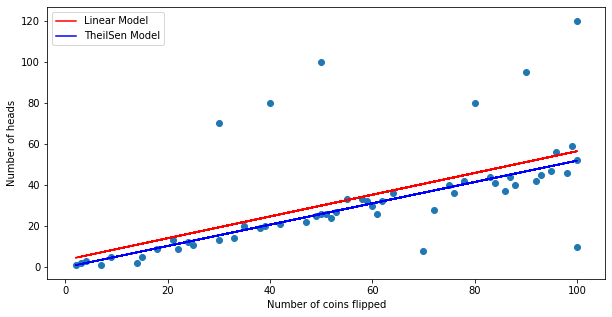 Linear Model
TheilSen Model
120
100
80
60
40
20
0
Number of heads
0 20 40 60 80 100
Number of coins flipped